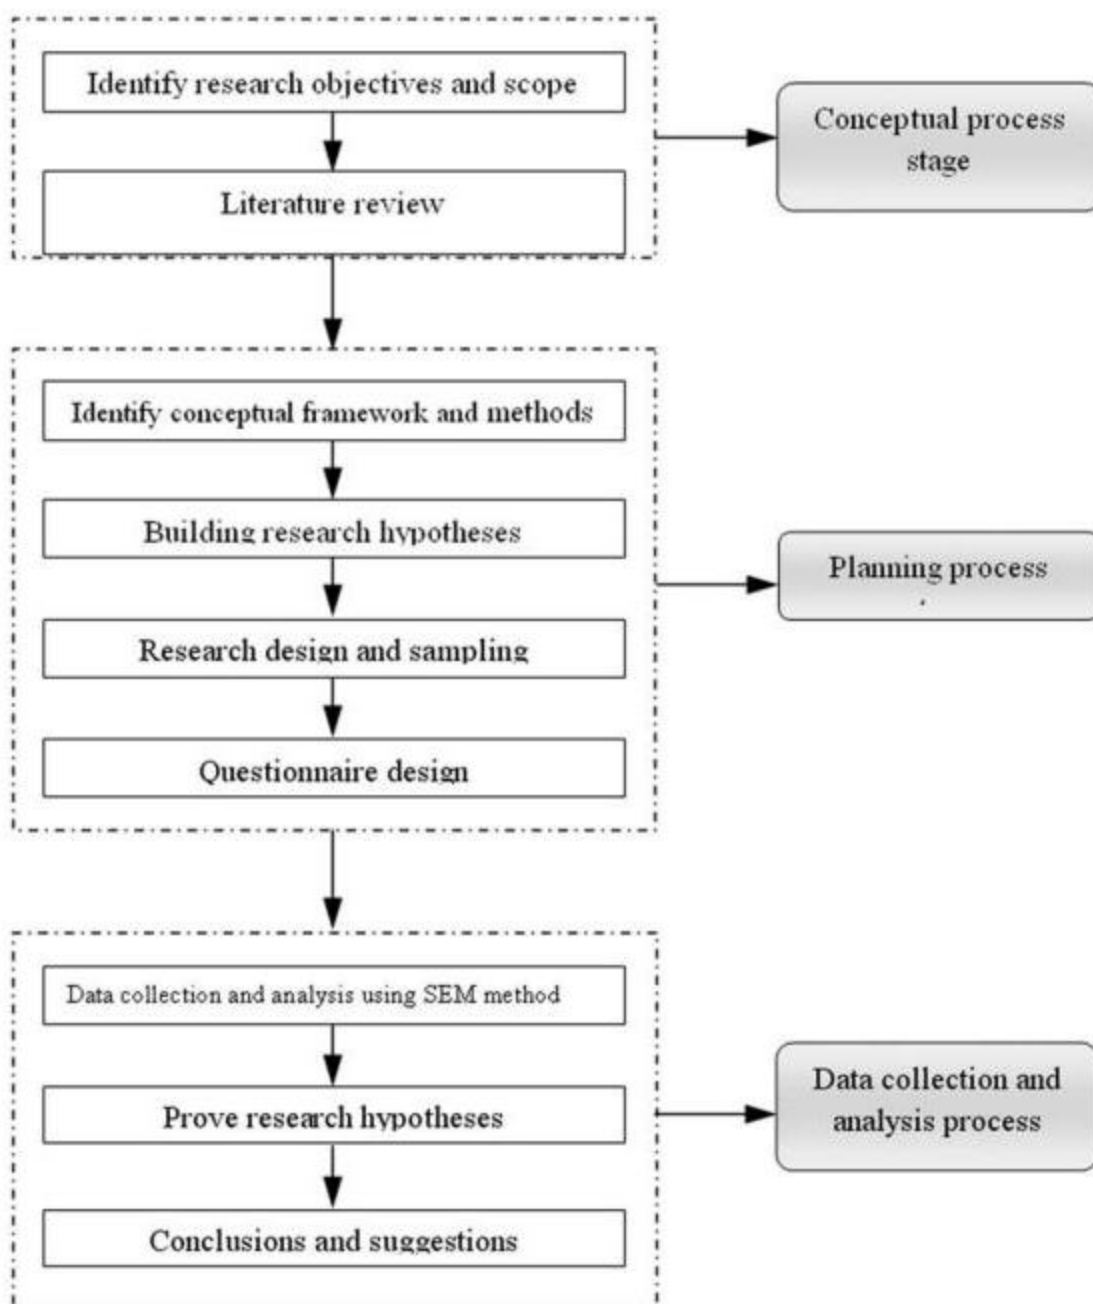 Identify research objectives and scope
Literature review
Conceptual process
stage
Identify conceptual framework and methods
Building research hypotheses
Research design and sampling
Questionnaire design
Planning process
Data collection and analysis using SEM method
Prove research hypotheses
Conclusions and suggestions
Data collection and
analysis process